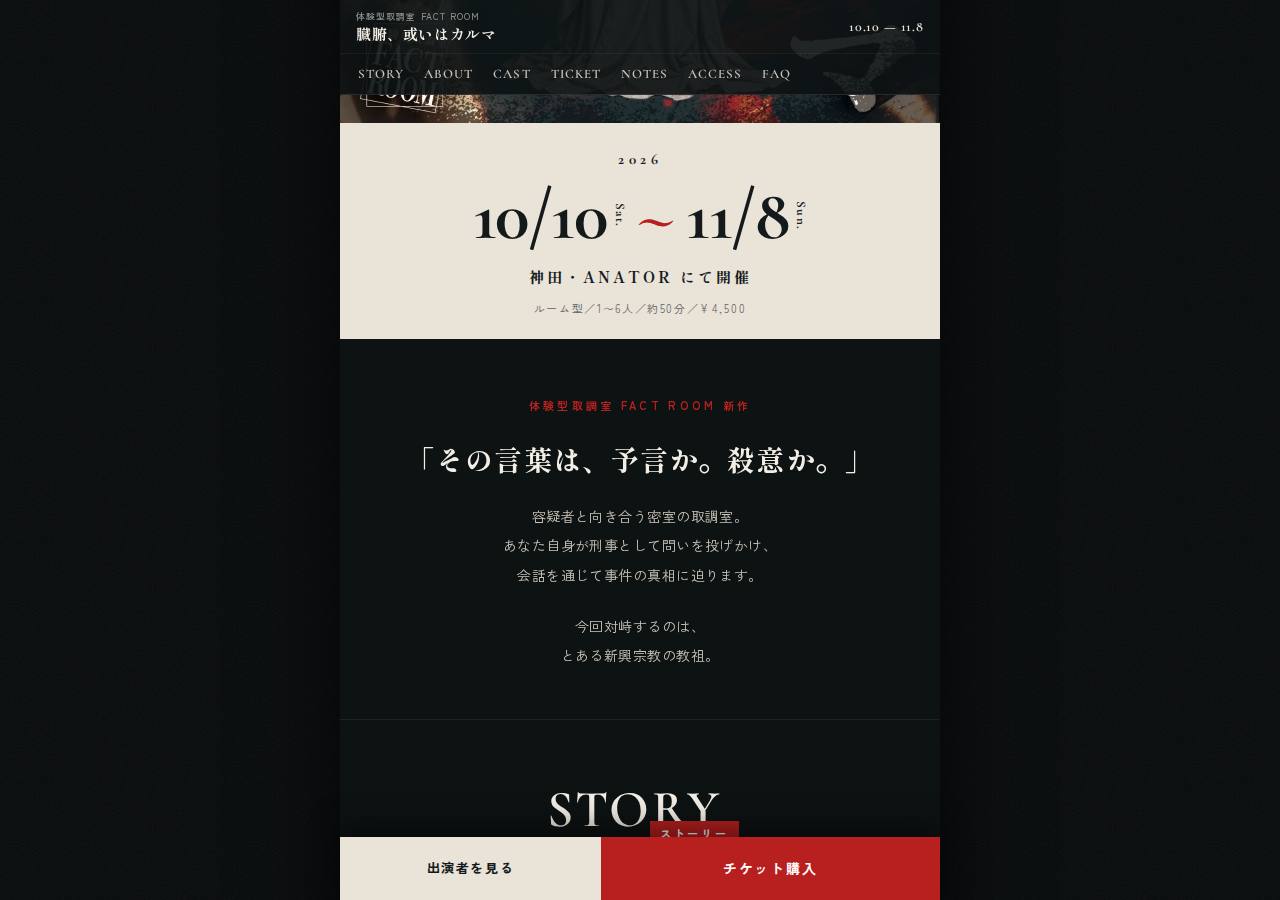 体験型取調室 FACT ROOM
臓腑、或いはカルマ
10.10 — 11.8
STORY ABOUT CAST TICKET NOTES ACCESS FAQ
FACT
ROOM
2026
10/10 Sat. ~ 11/8 Sun.
神田・ANATOR にて開催
ルーム型／1〜6人／約50分／¥4,500
体験型取調室 FACT ROOM 新作
「その言葉は、予言か。殺意か。」
容疑者と向き合う密室の取調室。
あなた自身が刑事として問いを投げかけ、
会話を通じて事件の真相に迫ります。
今回対峙するのは、
とある新興宗教の教祖。
STORY
ストーリー
出演者を見る
チケット購入